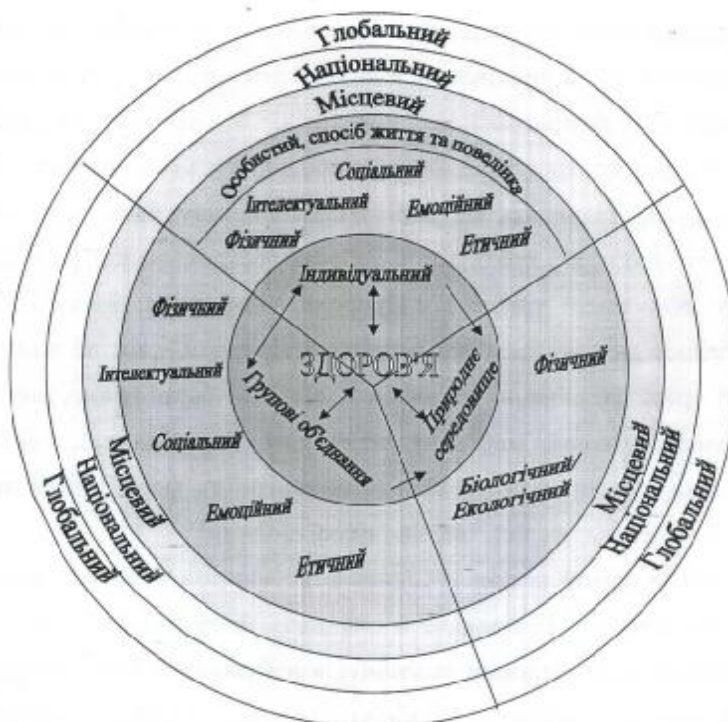 Глобальний
Національний
Місцевий
Особистий, спосіб життя та поведінка
Соціальний
Інтелектуальний
Емоційний
Фізичний
Етичний
Індивідуальний
Фізичний
ЗДОРОВ'Я
Інтелектуальний
Фізичний
Групові об'єднання
Природне
середовище
Соціальний
Біологічний/
Екологічний
Емоційний
Етичний
Місцевий
Національний
Глобальний
Місцевий
Національний
Глобальний